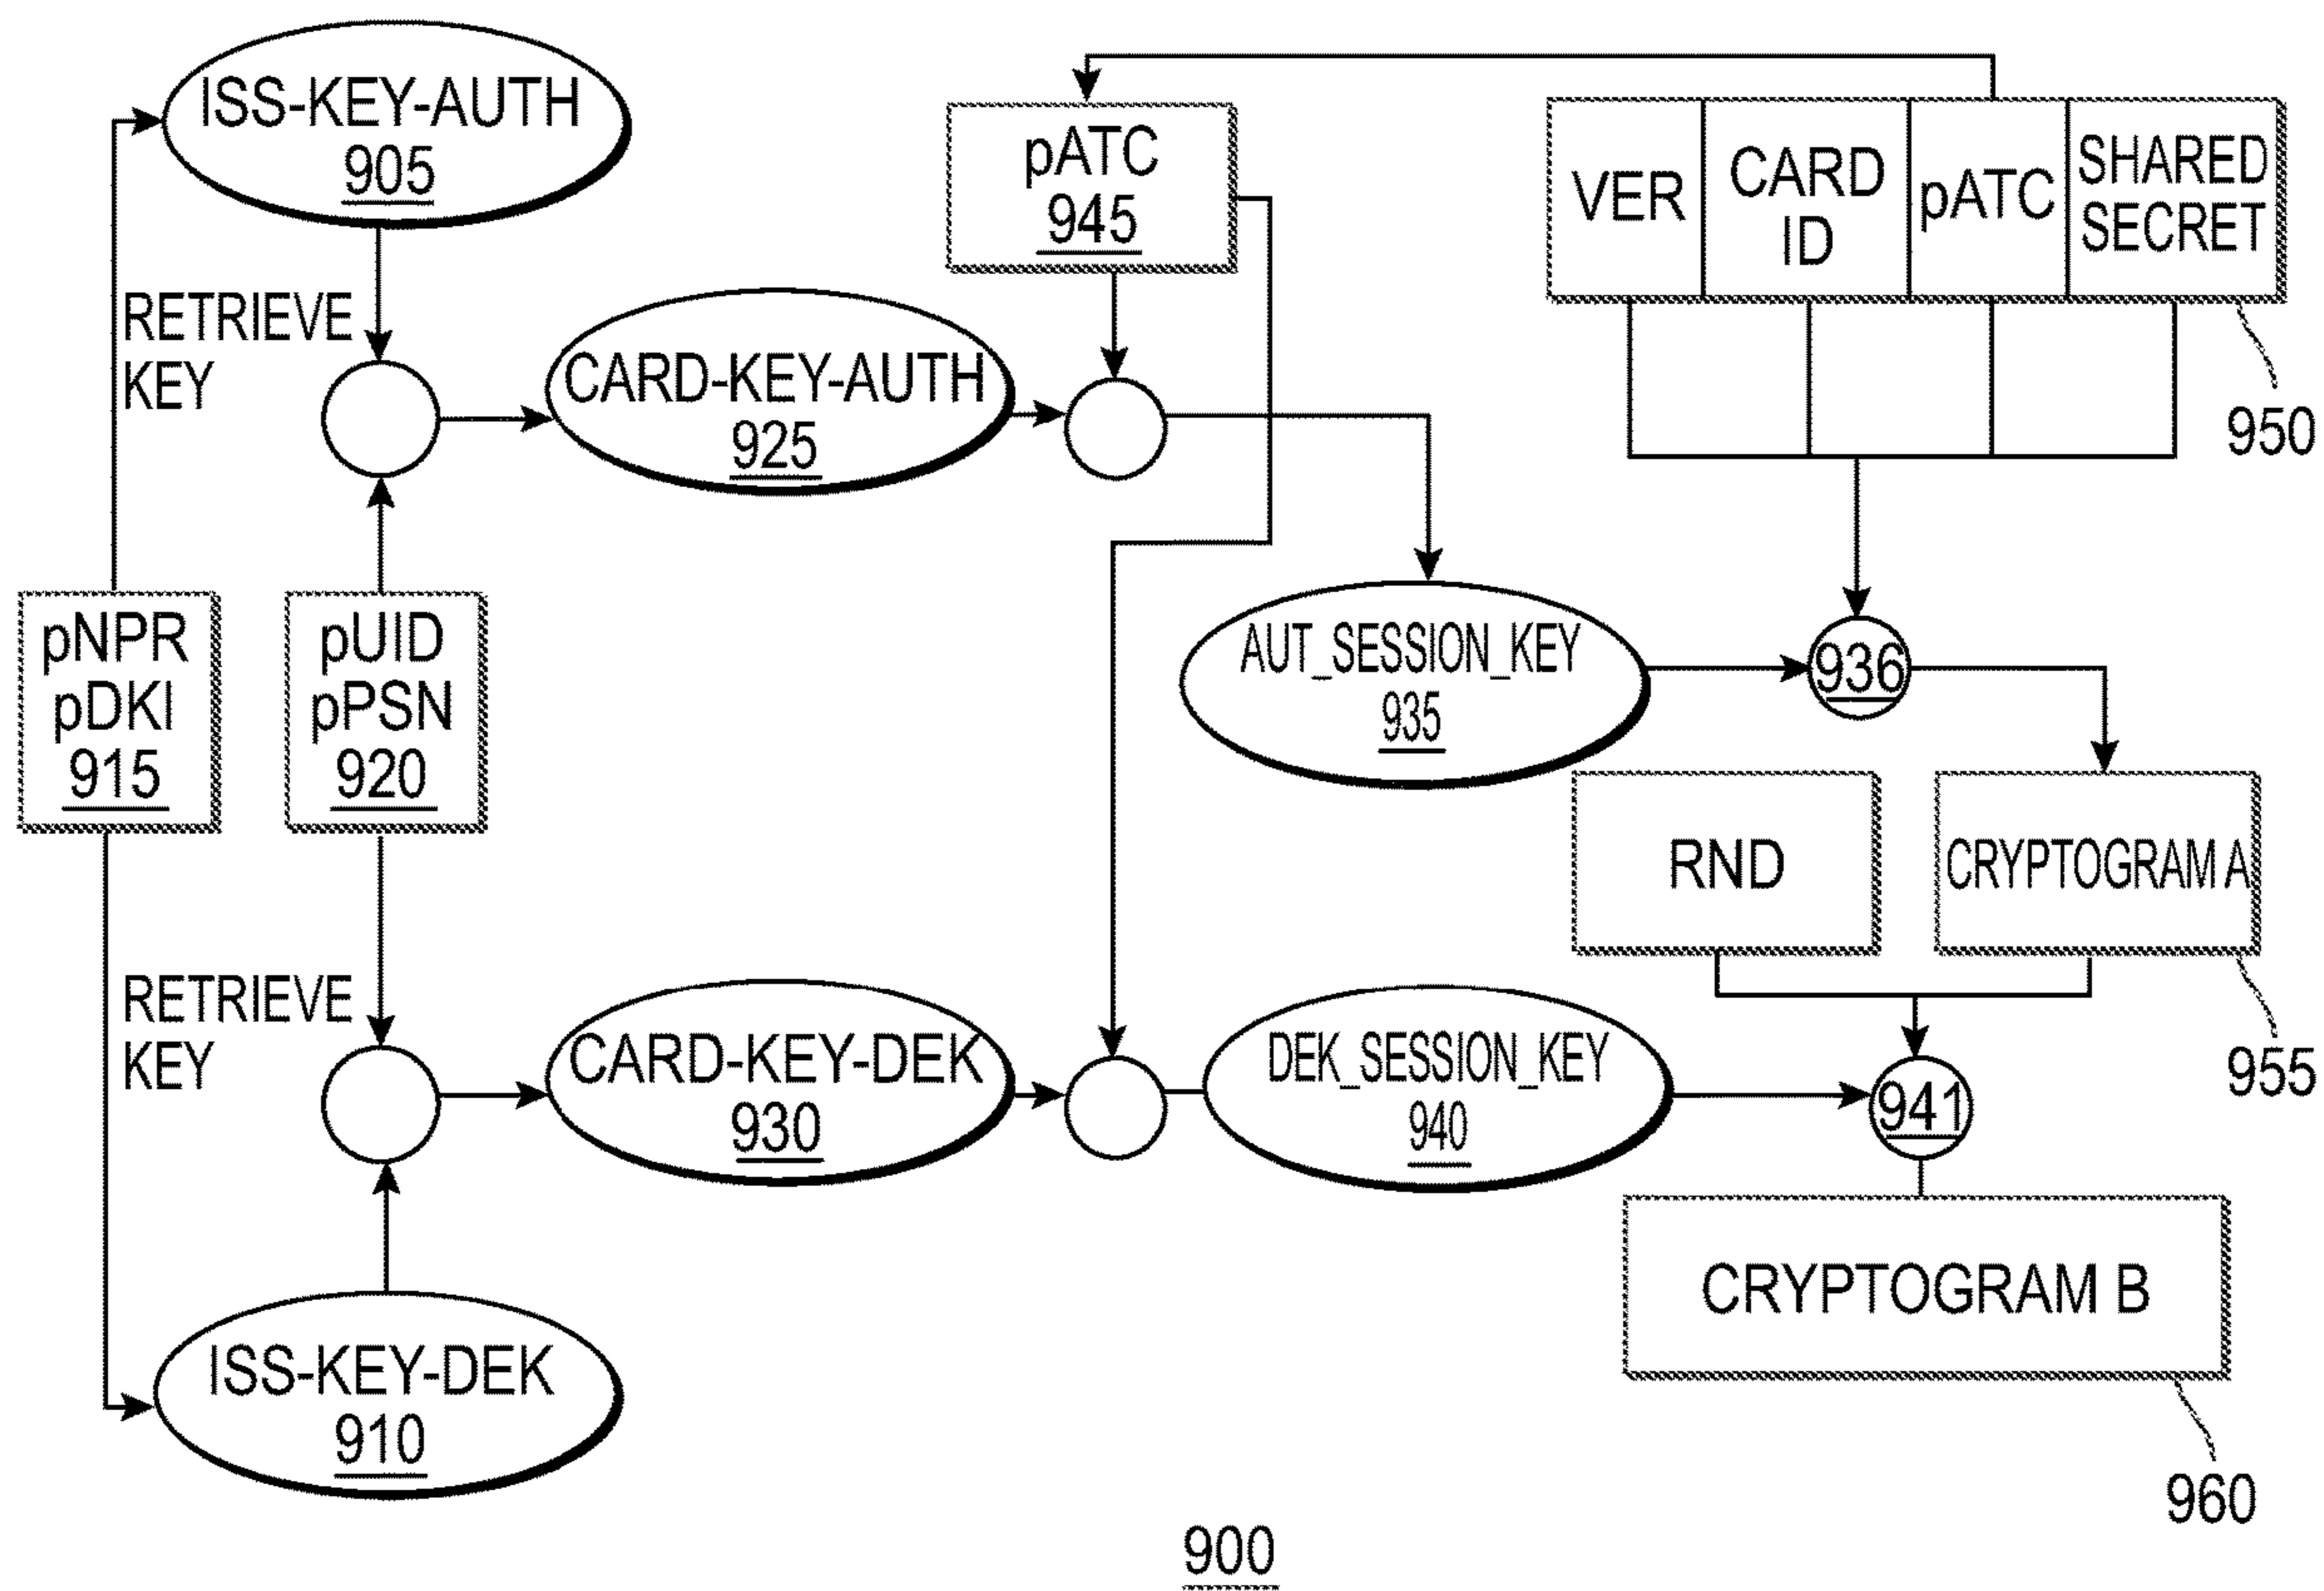 ISS-KEY-AUTH
905
RETRIEVE
KEY
pNPR
pDKI
915
pUID
pPSN
920
RETRIEVE
KEY
ISS-KEY-DEK
910
CARD-KEY-AUTH
925
CARD-KEY-DEK
930
pATC
945
AUT_SESSION_KEY
935
DEK_SESSION_KEY
940
VER
CARD
ID
pATC
SHARED
SECRET
950
936
RND
CRYPTOGRAM A
955
941
CRYPTOGRAM B
960
900